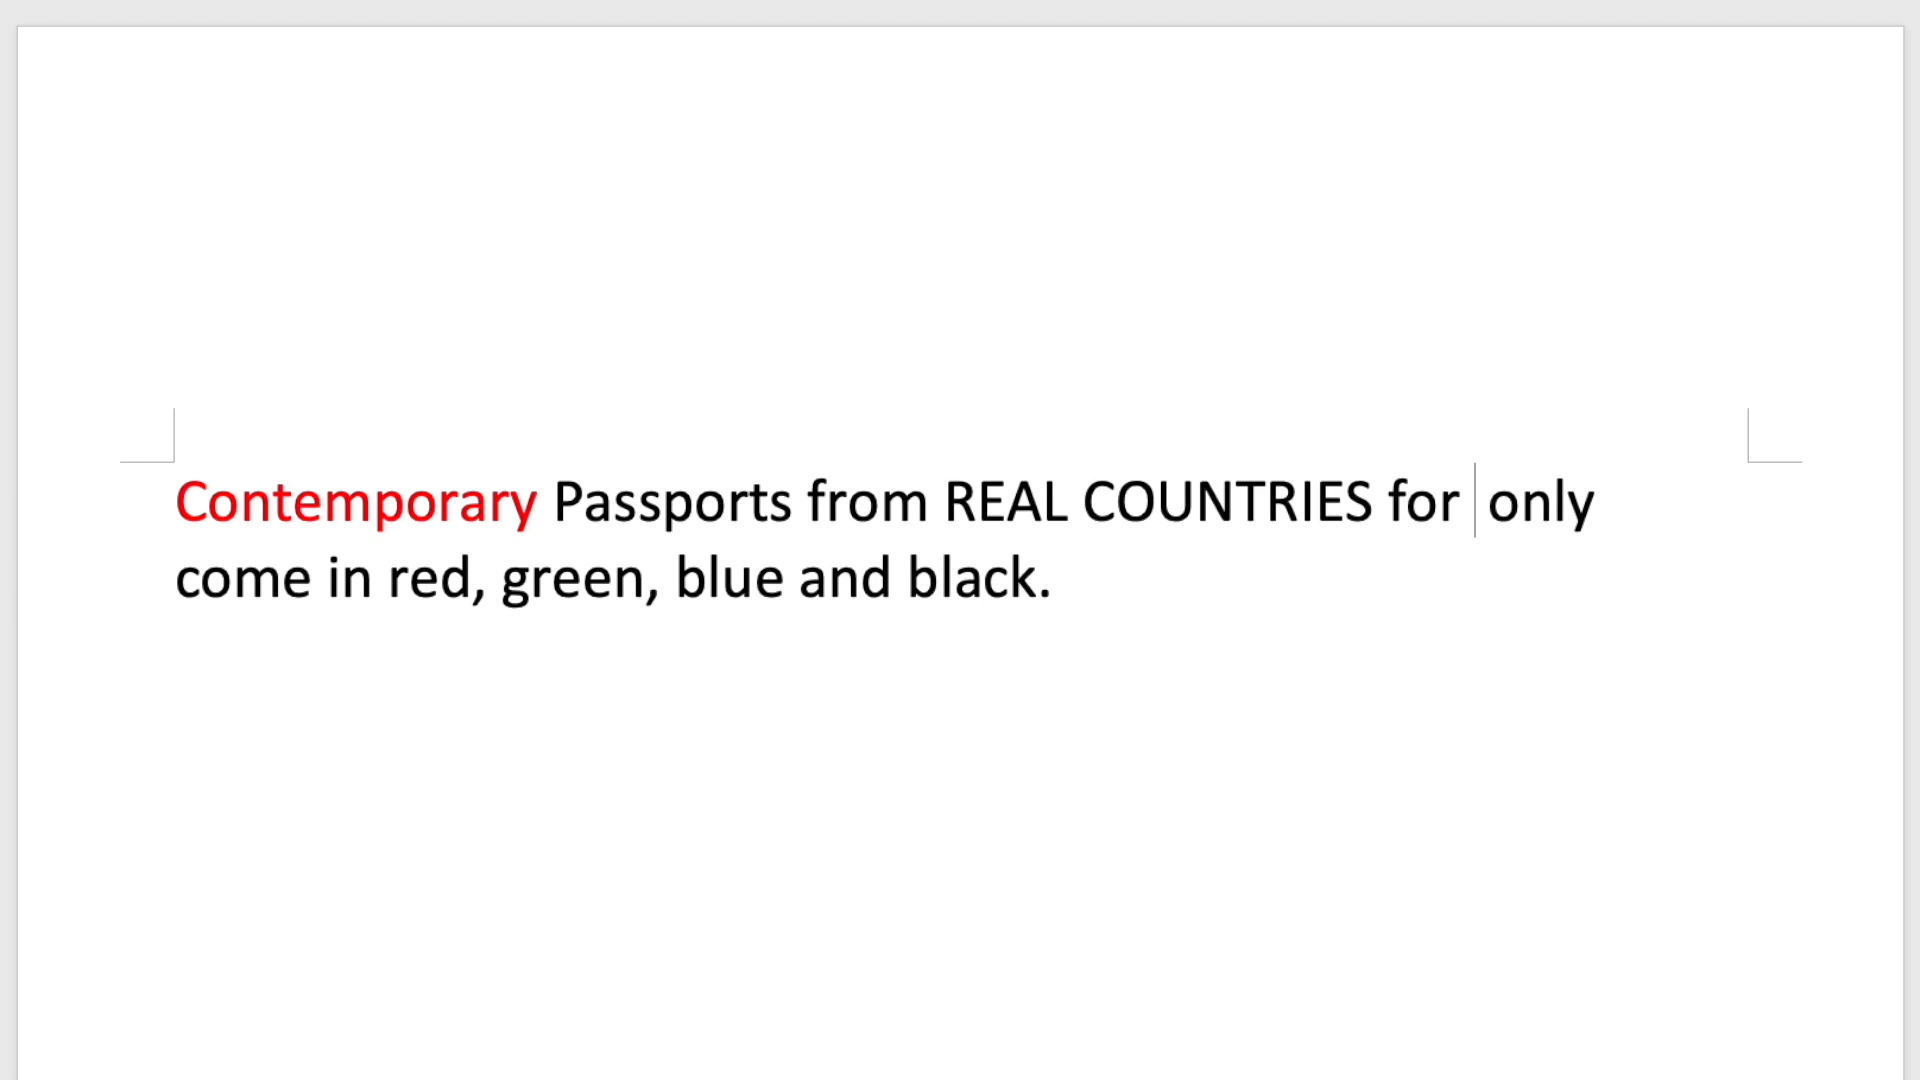 Contemporary Passports from REAL COUNTRIES for only
come in red, green, blue and black.